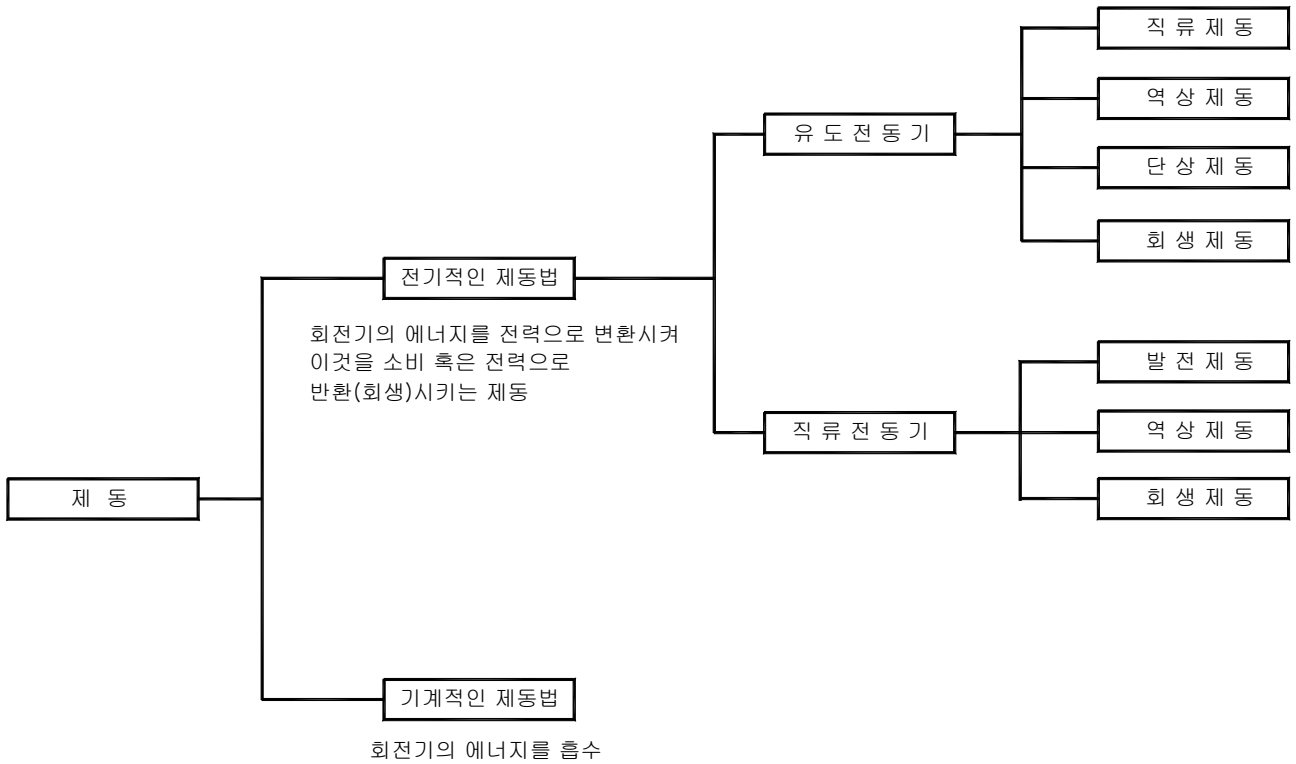 직 류 제 동
역 상 제 동
유 도 전 동 기
단 상 제 동
회 생 제 동
전기적인 제동법
회전기의 에너지를 전력으로 변환시켜
이것을 소비 혹은 전력으로
반환(회생)시키는 제동
발 전 제 동
직 류 전 동 기
역 상 제 동
회 생 제 동
제 동
기계적인 제동법
회전기의 에너지를 흡수